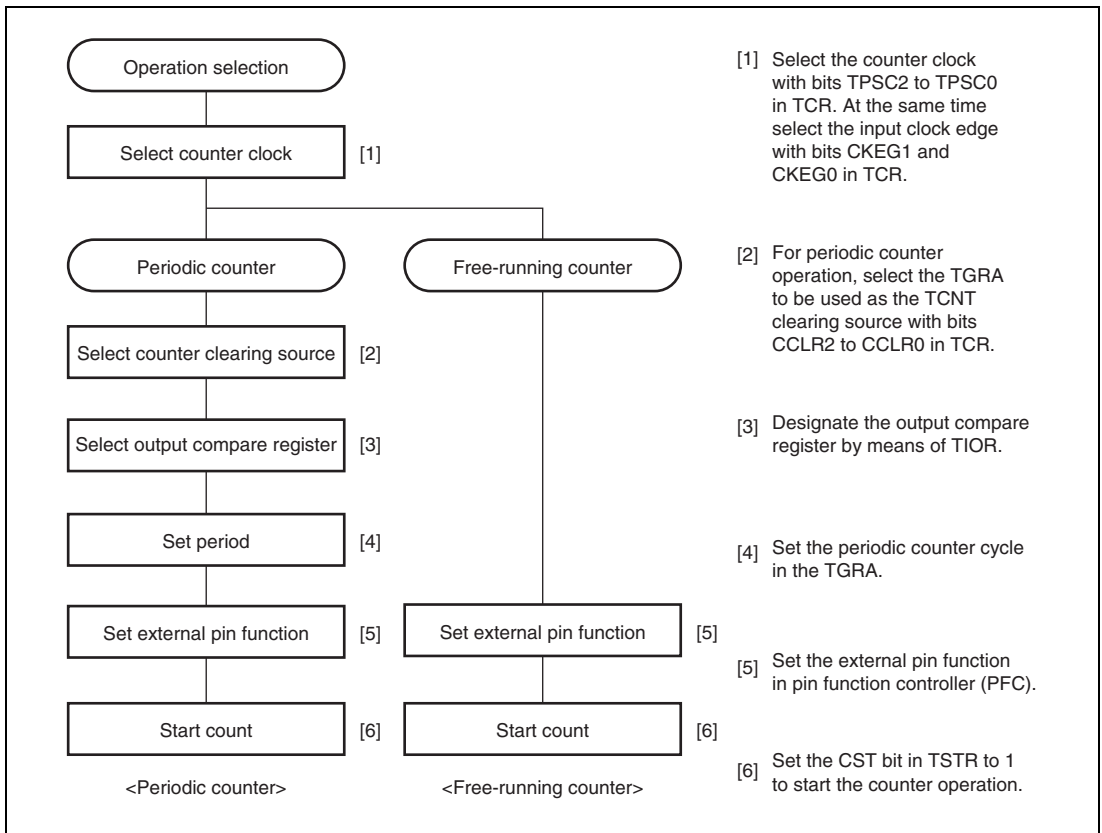 Operation selection
Select counter clock
[1]
Periodic counter
Free-running counter
Select counter clearing source
[2]
Select output compare register
[3]
Set period
[4]
Set external pin function
[5]
Set external pin function
[5]
Start count
[6]
Start count
[6]
<Periodic counter>
<Free-running counter>
[1] Select the counter clock
with bits TPSC2 to TPSC0
in TCR. At the same time
select the input clock edge
with bits CKEG1 and
CKEG0 in TCR.
[2] For periodic counter
operation, select the TGRA
to be used as the TCNT
clearing source with bits
CCLR2 to CCLR0 in TCR.
[3] Designate the output compare
register by means of TIOR.
[4] Set the periodic counter cycle
in the TGRA.
[5] Set the external pin function
in pin function controller (PFC).
[6] Set the CST bit in TSTR to 1
to start the counter operation.